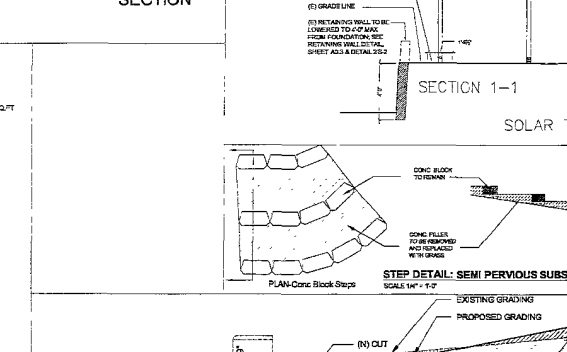 SECTION
(E) GRADE LINE
(E) RETAINING WALL TO BE
LOWERED TO 4'-0" MAX
FROM FOUNDATION; SEE
RETAINING WALL DETAIL,
SHEET A2.3 & DETAIL 2/S-2
SECTION 1-1
SOLAR
CONC BLOCK
TO REMAIN
CONC. FILLER
TO BE REMOVED
AND REPLACED
WITH GRASS
PLAN-Conc Block Steps
STEP DETAIL: SEMI PERVIOUS SUBS
SCALE 1/4" = 1'-0"
EXISTING GRADING
PROPOSED GRADING
(N) CUT